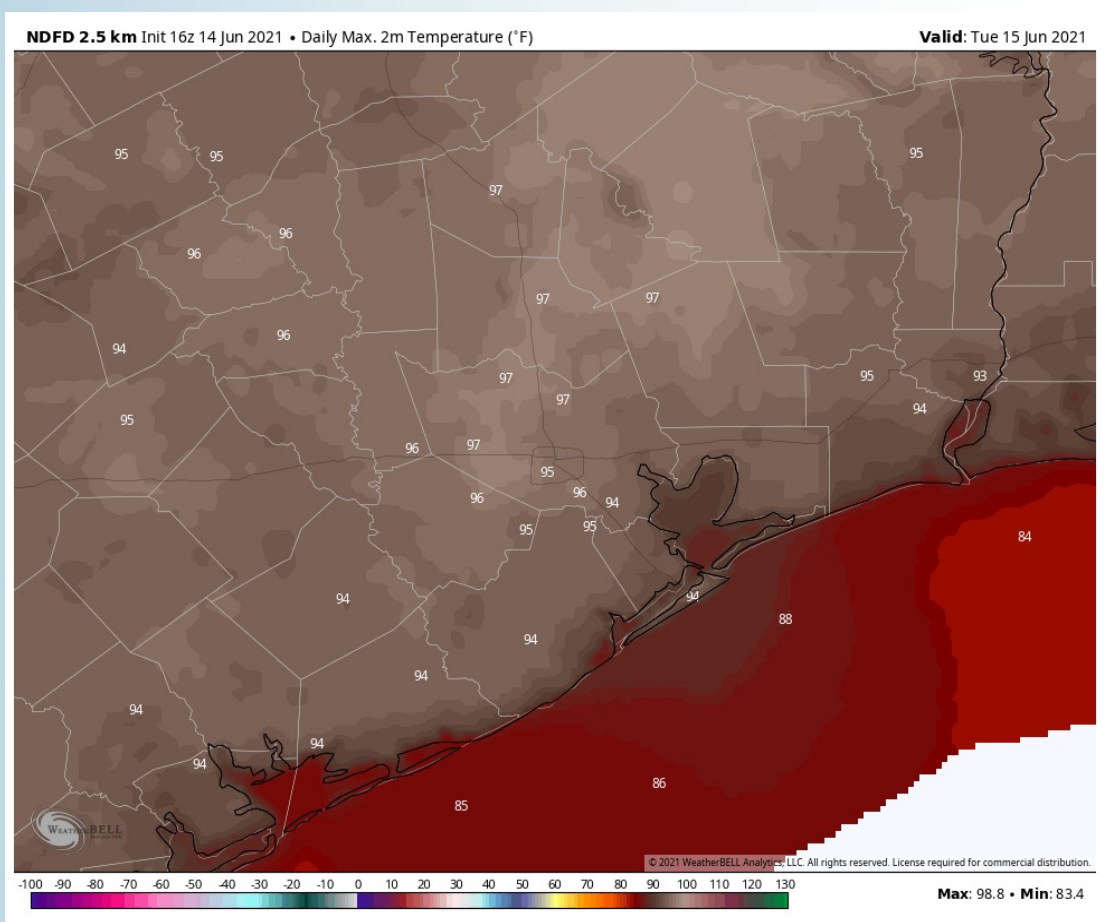 NDFD 2.5 km Init 16z 14 Jun 2021 • Daily Max. 2m Temperature (°F) Valid: Tue 15 Jun 2021
95 95 95
97
96 96
97 97
94 96
97 95 93
95 97 94
96 97
95
96 96 94
95 95
84
94 94
88
94
94
94
94
94
86
85
WEATHERBELL
© 2021 WeatherBELL Analytics, LLC. All rights reserved. License required for commercial distribution.
-100 -90 -80 -70 -60 -50 -40 -30 -20 -10 0 10 20 30 40 50 60 70 80 90 100 110 120 130
Max: 98.8 • Min: 83.4